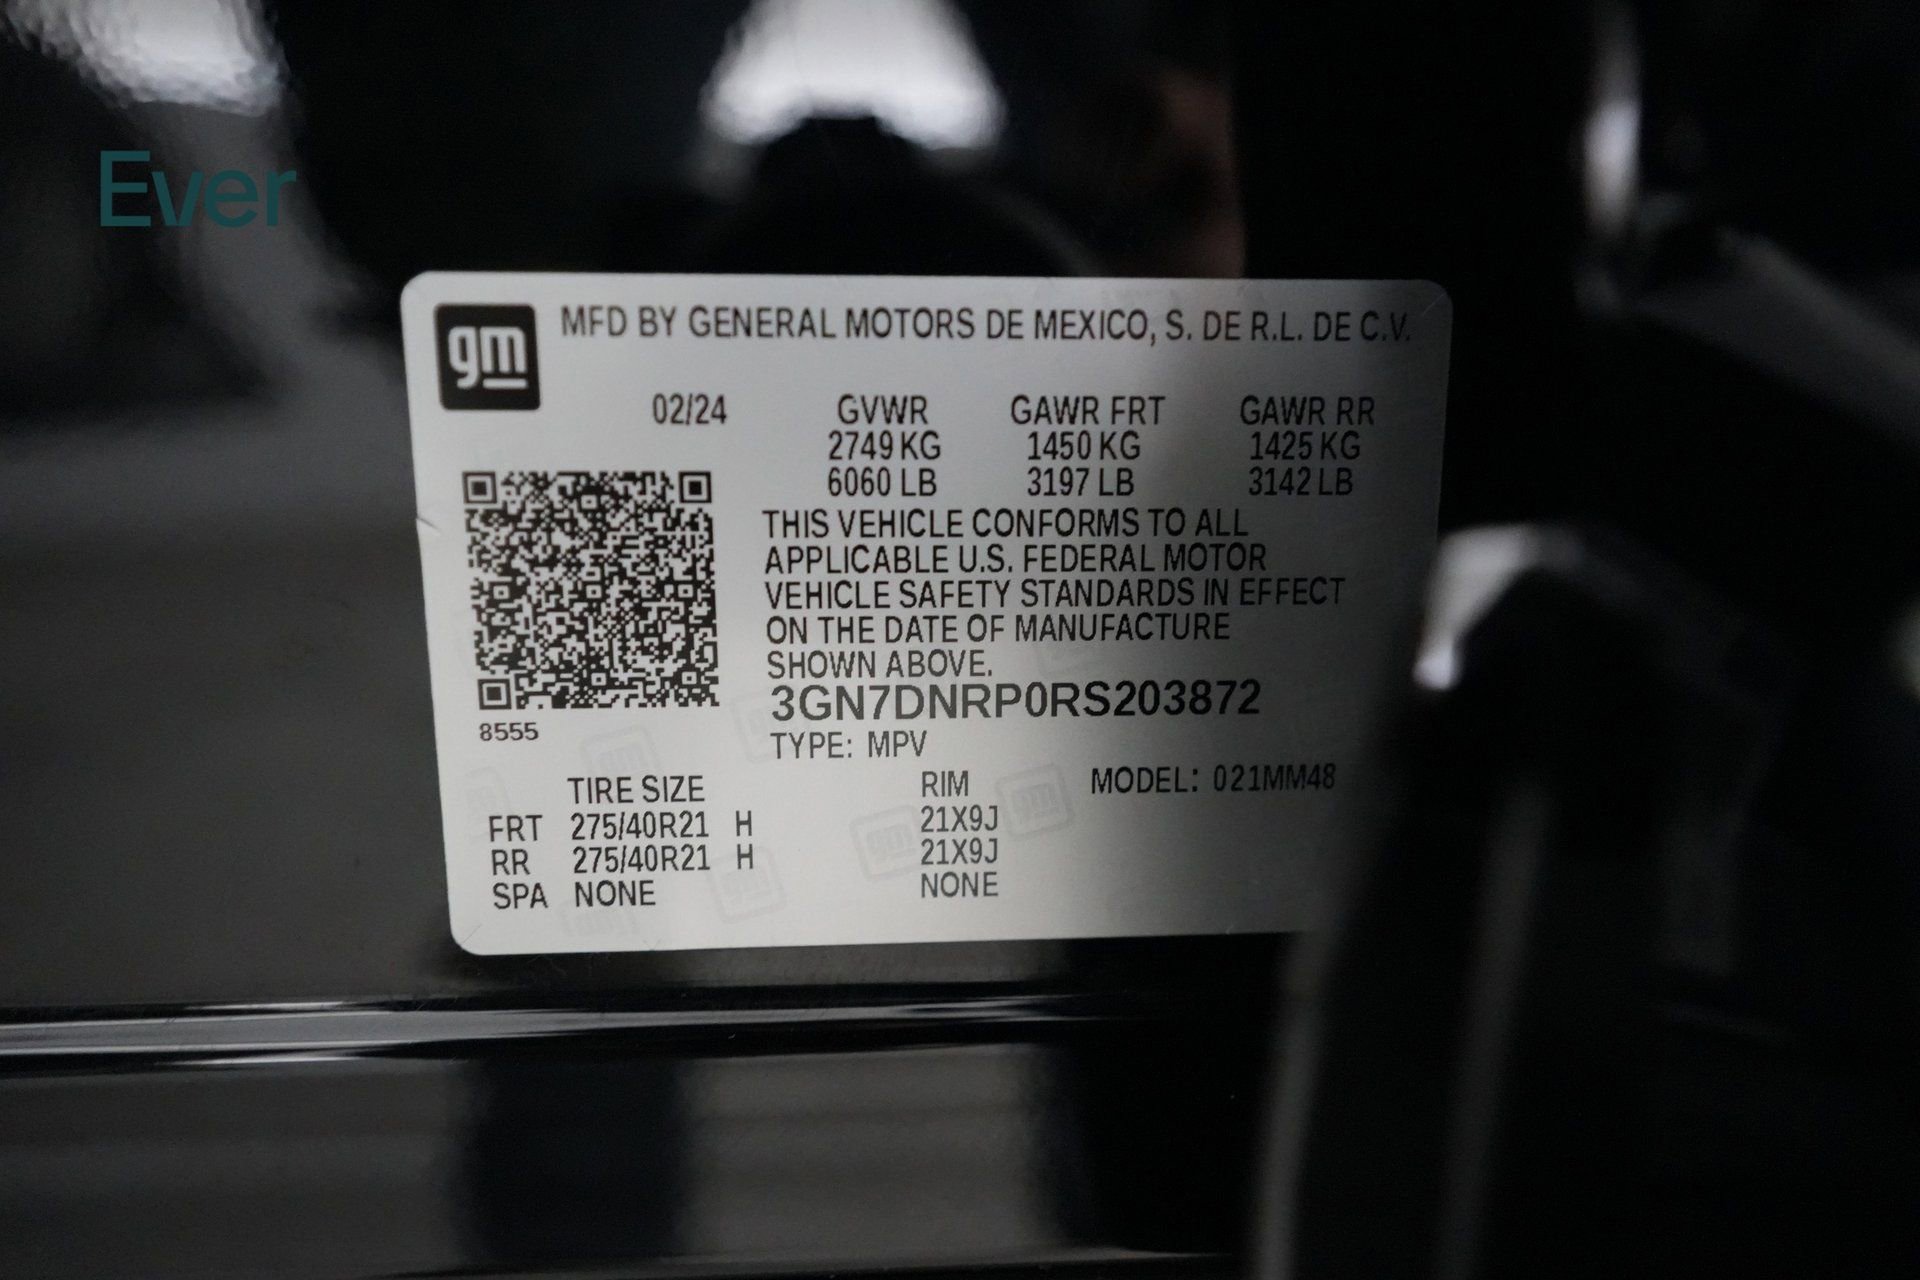 Ever
gm MFD BY GENERAL MOTORS DE MEXICO, S. DE R.L. DE C.V.
02/24 GVWR GAWR FRT GAWR RR
2749 KG 1450 KG 1425 KG
6060 LB 3197 LB 3142 LB
THIS VEHICLE CONFORMS TO ALL
APPLICABLE U.S. FEDERAL MOTOR
VEHICLE SAFETY STANDARDS IN EFFECT
ON THE DATE OF MANUFACTURE
SHOWN ABOVE.
3GN7DNRP0RS203872
8555
TYPE: MPV
TIRE SIZE RIM MODEL: 021MM48
FRT 275/40R21 H 21X9J
RR 275/40R21 H 21X9J
SPA NONE NONE